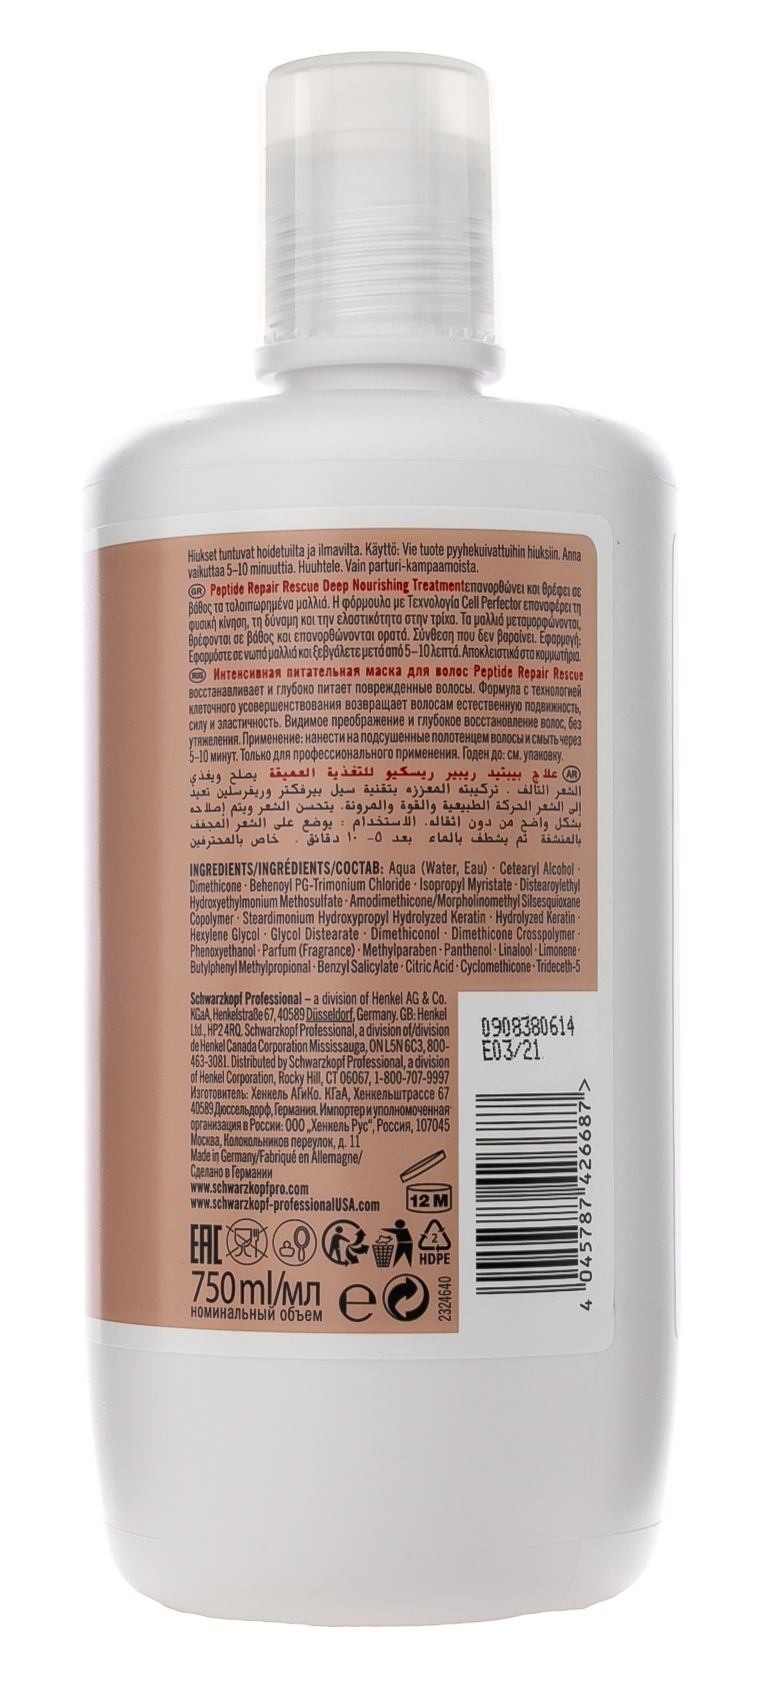 Hiukset tuntuvat hoidetuilta ja ilmavilta. Käyttö: Vie tuote pyyhekuivattuihin hiuksiin. Anna
vaikuttaa 5-10 minuuttia. Huuhtele. Vain parturi-kampaamoista.
GR Peptide Repair Rescue Deep Nourishing Treatmentεπανορθώνει και θρέφει σε
βάθος τα ταλαιπωρημένα μαλλιά. Η φόρμουλα με Τεχνολογία Cell Perfector επαναφέρει τη
φυσική κίνηση, τη δύναμη και την ελαστικότητα στην τρίχα. Τα μαλλιά μεταμορφώνονται,
θρέφονται σε βάθος και επανορθώνονται ορατά. Σύνθεση που δεν βαραίνει. Εφαρμογή:
Εφαρμόστε σε νωπά μαλλιά και ξεβγάλετε μετά από 5-10 λεπτά. Αποκλειστικά στα κομμωτήρια.
RUS Интенсивная питательная маска для волос Peptide Repair Rescue
восстанавливает и глубоко питает поврежденные волосы. Формула с технологией
клеточного усовершенствования возвращает волосам естественную подвижность,
силу и эластичность. Видимое преображение и глубокое восстановление волос, без
утяжеления. Применение: нанести на подсушенные полотенцем волосы и смыть через
5-10 минут. Только для профессионального применения. Годен до: см. упаковку.
AR علاج بيبتيد ريبير ريسكيو للتغذية العميقة يصلح ويغذي
الشعر التالف . تركيبته المعززه بتقنية سيل بيرفكتر وريفرسلين تعيد
إلى الشعر الحركة الطبيعية والقوة والمرونة. يتحسن الشعر ويتم إصلاحه
بشكل واضح من دون اثقاله. الاستخدام : يوضع على الشعر المجفف
بالمنشفة ثم يشطف بالماء بعد ٥- ١٠ دقائق . خاص بالمحترفين
INGREDIENTS/INGRÉDIENTS/СОСТАВ: Aqua (Water, Eau) · Cetearyl Alcohol ·
Dimethicone · Behenoyl PG-Trimonium Chloride · Isopropyl Myristate · Distearoylethyl
Hydroxyethylmonium Methosulfate · Amodimethicone/Morpholinomethyl Silsesquioxane
Copolymer · Steardimonium Hydroxypropyl Hydrolyzed Keratin · Hydrolyzed Keratin ·
Hexylene Glycol · Glycol Distearate · Dimethiconol · Dimethicone Crosspolymer ·
Phenoxyethanol · Parfum (Fragrance) · Methylparaben · Panthenol · Linalool · Limonene ·
Butylphenyl Methylpropional · Benzyl Salicylate · Citric Acid · Cyclomethicone · Trideceth-5
Schwarzkopf Professional – a division of Henkel AG & Co.
KGaA, Henkelstraße 67, 40589 Düsseldorf, Germany. GB: Henkel
Ltd., HP2 4RQ. Schwarzkopf Professional, a division of/division
de Henkel Canada Corporation Mississauga, ON L5N 6C3, 800-
463-3081. Distributed by Schwarzkopf Professional, a division
of Henkel Corporation, Rocky Hill, CT 06067, 1-800-707-9997
Изготовитель: Хенкель АГиКо. КГаА, Хенкельштрассе 67
40589 Дюссельдорф, Германия. Импортер и уполномоченная
организация в России: ООО „Хенкель Рус“, Россия, 107045
Москва, Колокольников переулок, д. 11
Made in Germany/Fabriqué en Allemagne/
Сделано в Германии
www.schwarzkopfpro.com
www.schwarzkopf-professionalUSA.com
0908380614
E03/21
12 M
EAC
2
HDPE
750 ml/мл
номинальный объем
e
2324640
4 045787 426687 >